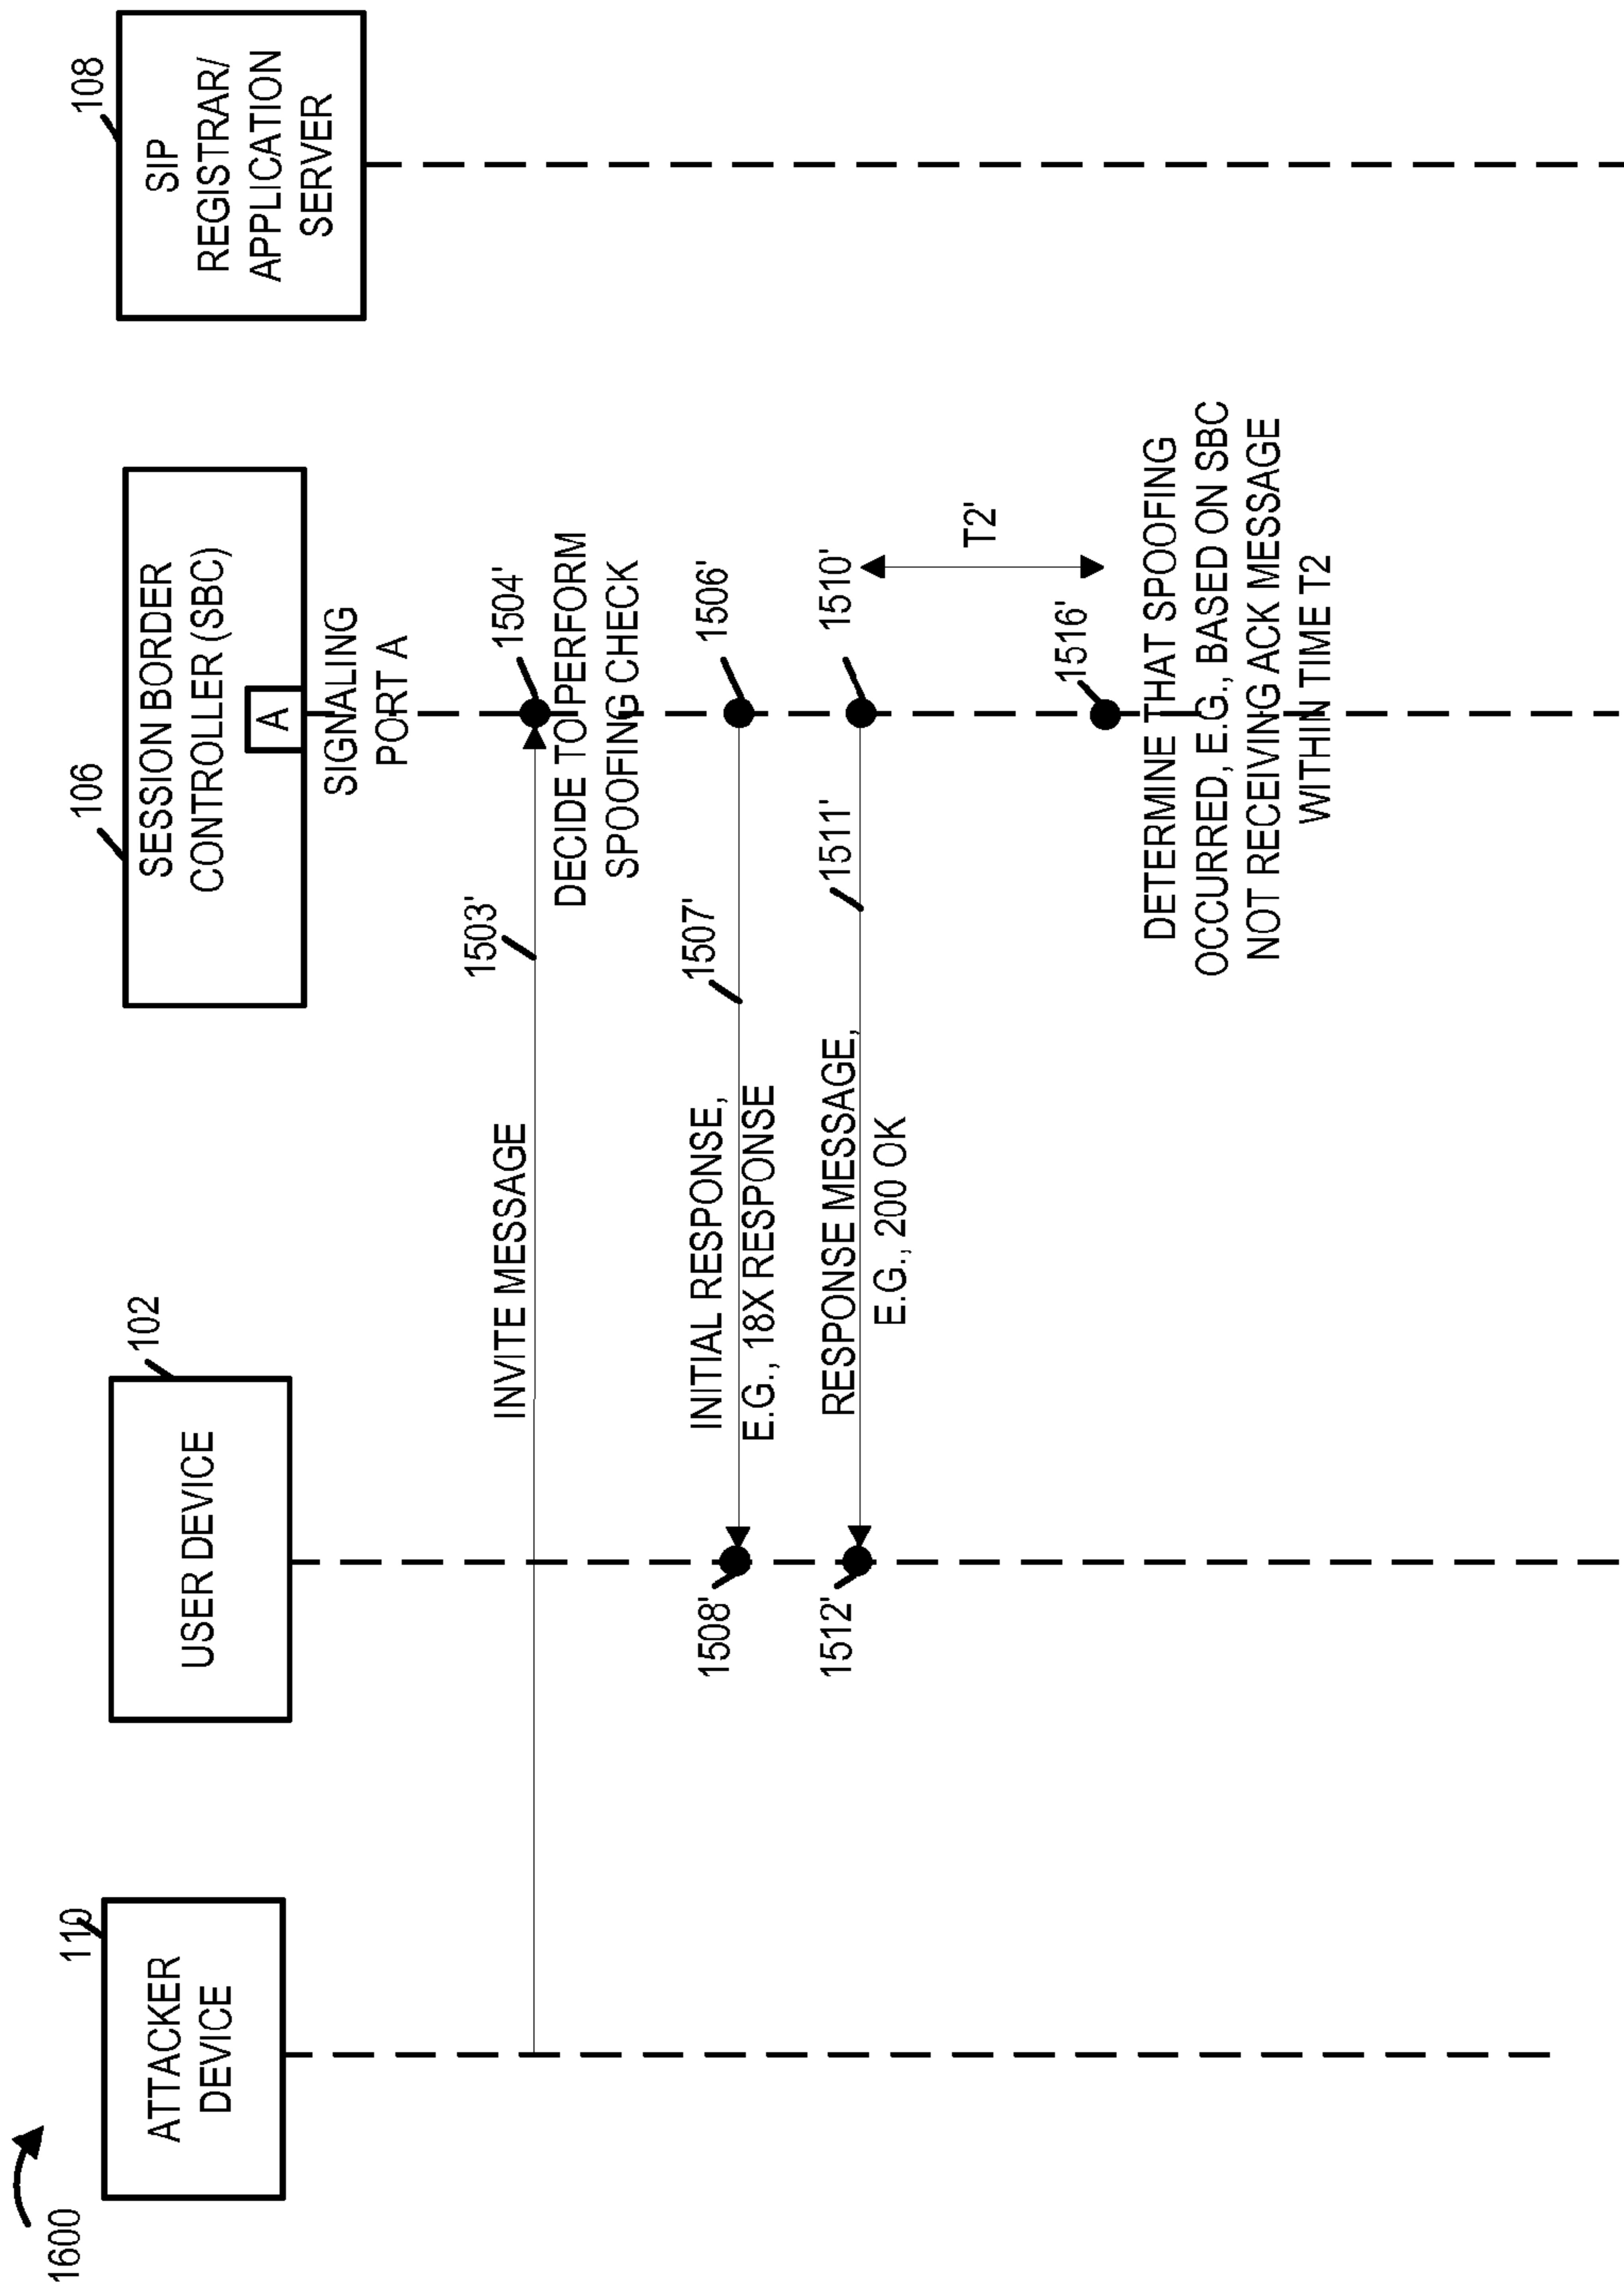 1600
110
ATTACKER
DEVICE
102
USER DEVICE
106
SESSION BORDER
CONTROLLER (SBC)
A
SIGNALING
PORT A
108
SIP
REGISTRAR/
APPLICATION
SERVER
INVITE MESSAGE
1503'
1504'
DECIDE TO PERFORM
SPOOFING CHECK
1508'
INITIAL RESPONSE,
E.G., 18X RESPONSE
1507'
1506'
1512'
RESPONSE MESSAGE,
E.G., 200 OK
1511'
1510'
T2'
1516'
DETERMINE THAT SPOOFING
OCCURRED, E.G., BASED ON SBC
NOT RECEIVING ACK MESSAGE
WITHIN TIME T2